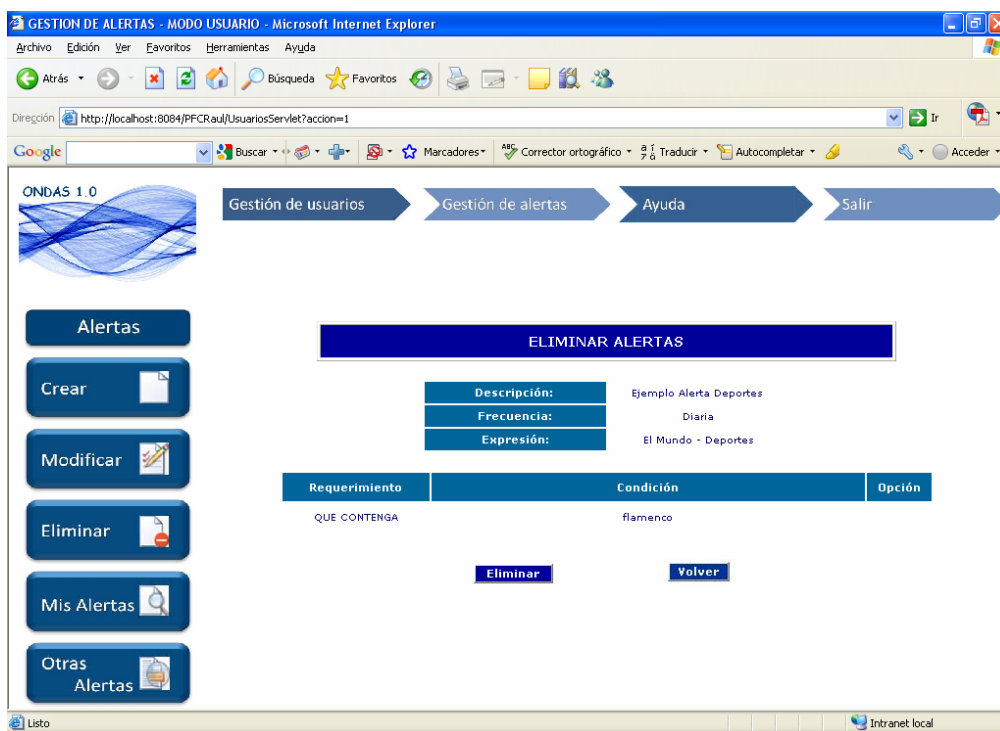 GESTION DE ALERTAS - MODO USUARIO - Microsoft Internet Explorer
Archivo Edición Ver Favoritos Herramientas Ayuda
Atrás Búsqueda Favoritos
Dirección http://localhost:8084/PFCRaul/UsuariosServlet?accion=1 Ir
Google Buscar Marcadores ABC Corrector ortográfico Traducir Autocompletar Acceder
ONDAS 1.0
Gestión de usuarios Gestión de alertas Ayuda Salir
Alertas
Crear
Modificar
Eliminar
Mis Alertas
Otras
Alertas
ELIMINAR ALERTAS
Descripción: Ejemplo Alerta Deportes
Frecuencia: Diaria
Expresión: El Mundo - Deportes
Requerimiento Condición Opción
QUE CONTENGA flamenco
Eliminar Volver
Listo Intranet local